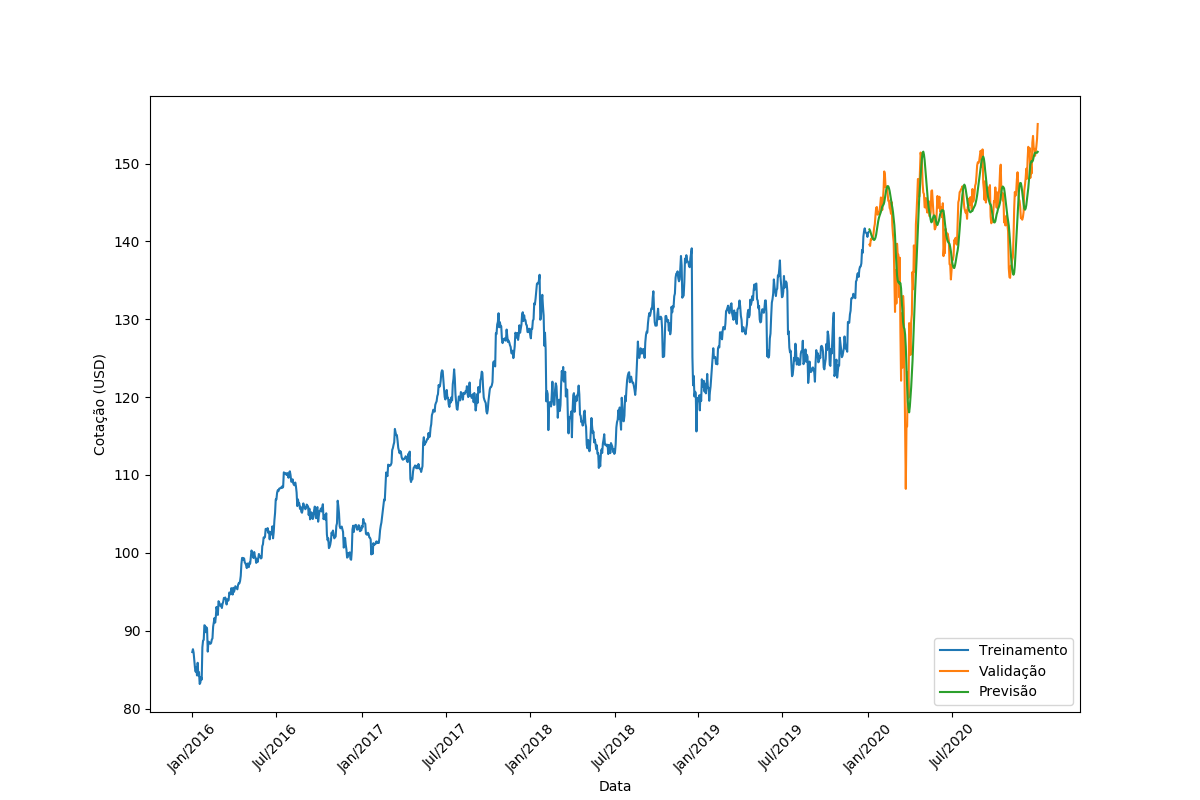 150
140
130
120
110
100
90
80
Cotação (USD)
Treinamento
Validação
Previsão
Jan/2016
Jul/2016
Jan/2017
Jul/2017
Jan/2018
Jul/2018
Jan/2019
Jul/2019
Jan/2020
Jul/2020
Data